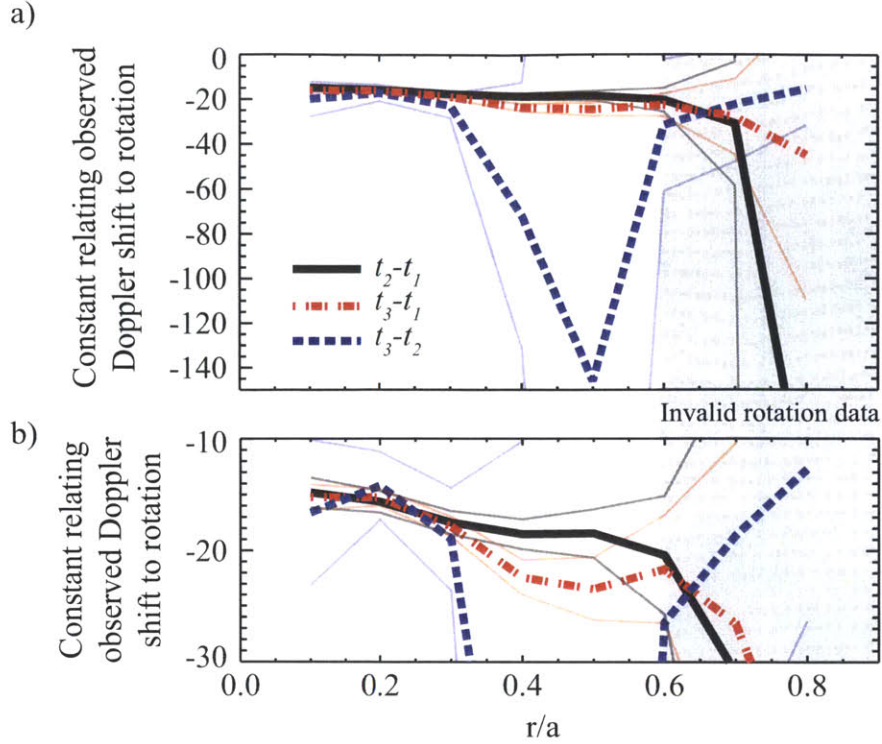 a)
Constant relating observed
Doppler shift to rotation
0
-20
-40
-60
-80
-100
-120
-140
t2-t1
t3-t1
t3-t2
Invalid rotation data
b)
Constant relating
observed Doppler
shift to rotation
-10
-20
-30
0.0 0.2 0.4 0.6 0.8
r/a